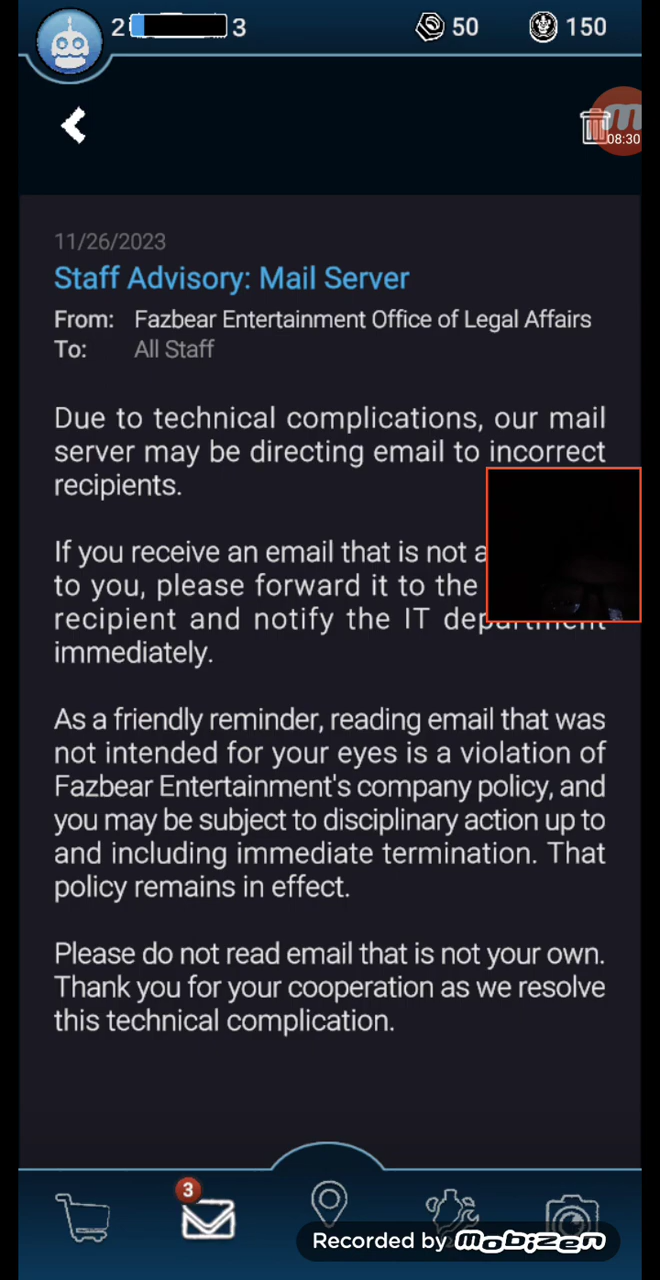 2 3 50 150
08:30
11/26/2023
Staff Advisory: Mail Server
From: Fazbear Entertainment Office of Legal Affairs
To: All Staff
Due to technical complications, our mail
server may be directing email to incorrect
recipients.
If you receive an email that is not
to you, please forward it to the
recipient and notify the IT department
immediately.
As a friendly reminder, reading email that was
not intended for your eyes is a violation of
Fazbear Entertainment's company policy, and
you may be subject to disciplinary action up to
and including immediate termination. That
policy remains in effect.
Please do not read email that is not your own.
Thank you for your cooperation as we resolve
this technical complication.
3
Recorded by mobizen